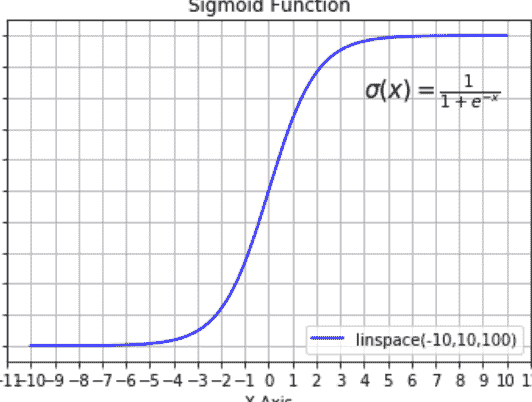 Sigmoid Function
σ(x) = 1/(1 + e^{-x})
linspace(-10,10,100)
-11 -10 -9 -8 -7 -6 -5 -4 -3 -2 -1 0 1 2 3 4 5 6 7 8 9 10
X Axis